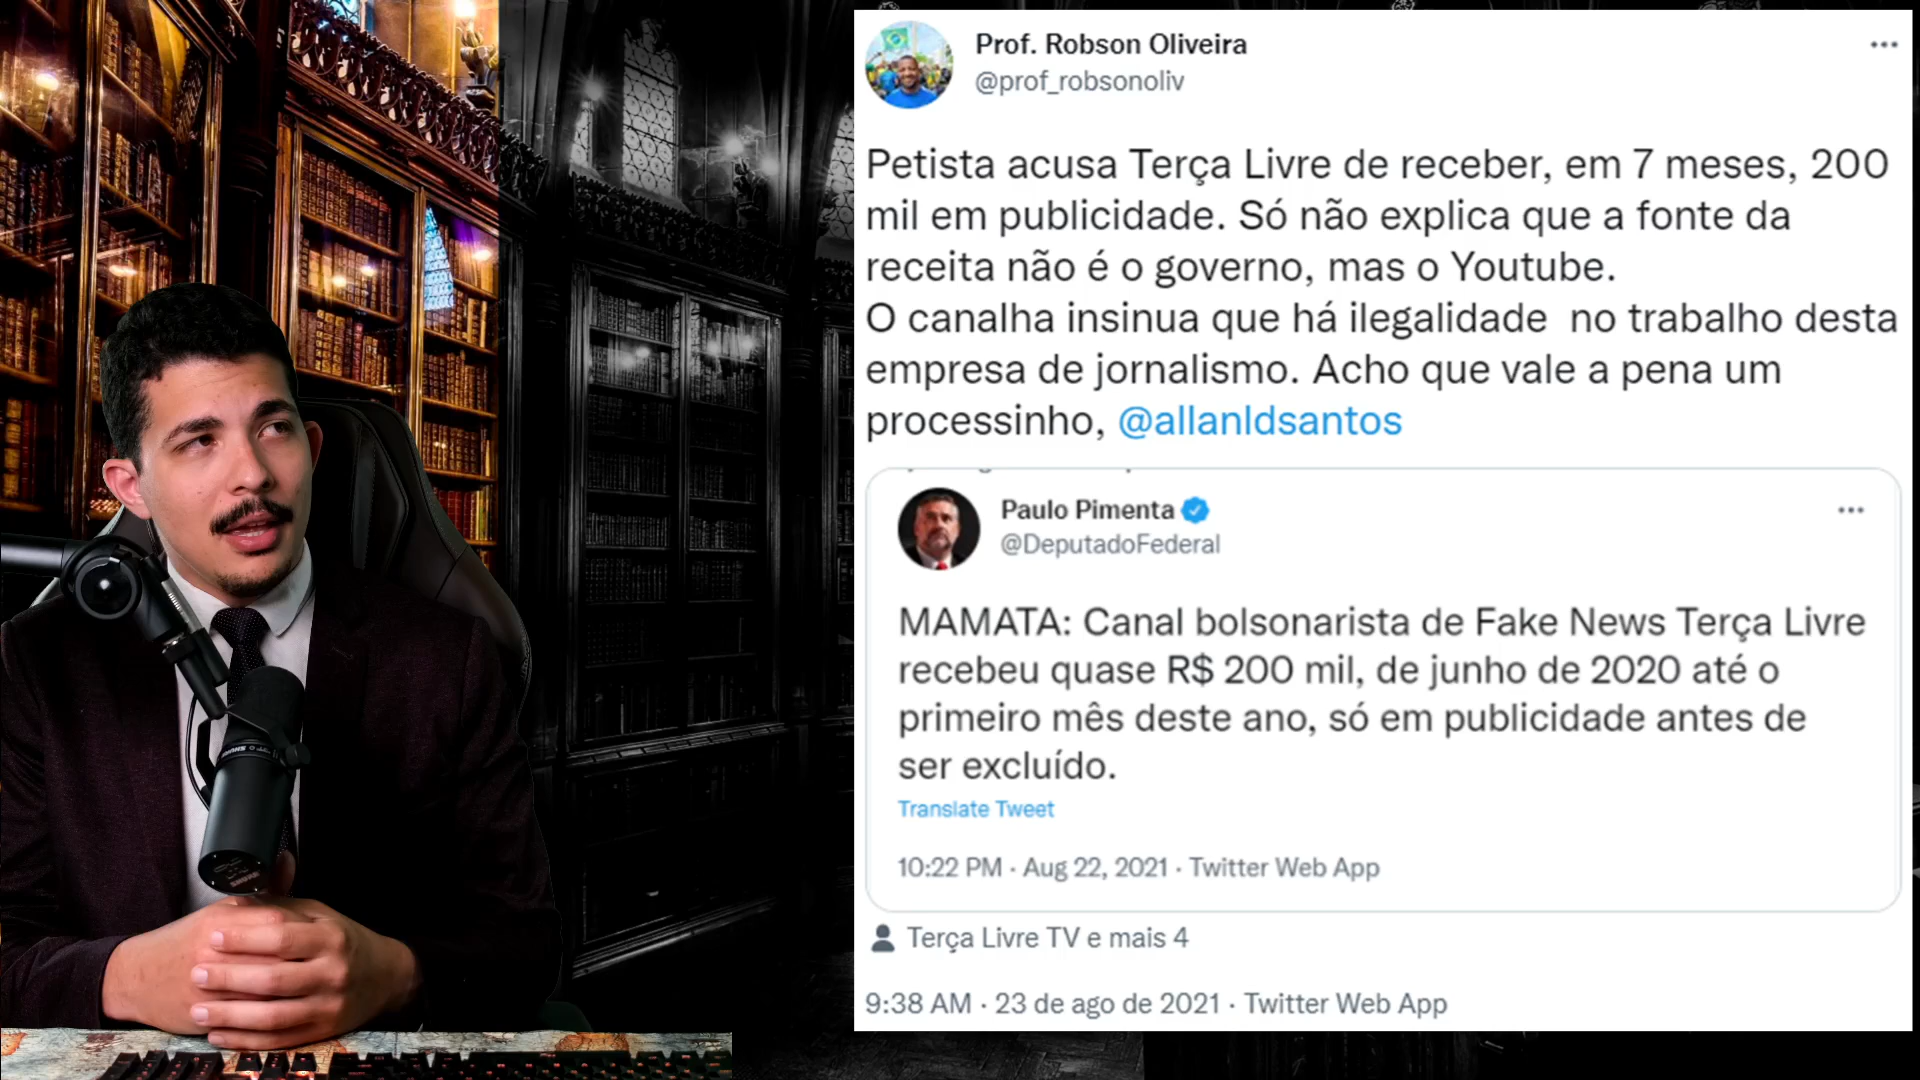 Prof. Robson Oliveira
@prof_robsonoliv
Petista acusa Terça Livre de receber, em 7 meses, 200
mil em publicidade. Só não explica que a fonte da
receita não é o governo, mas o Youtube.
O canalha insinua que há ilegalidade no trabalho desta
empresa de jornalismo. Acho que vale a pena um
processinho, @allanldsantos
Paulo Pimenta
@DeputadoFederal
MAMATA: Canal bolsonarista de Fake News Terça Livre
recebeu quase R$ 200 mil, de junho de 2020 até o
primeiro mês deste ano, só em publicidade antes de
ser excluído.
Translate Tweet
10:22 PM · Aug 22, 2021 · Twitter Web App
Terça Livre TV e mais 4
9:38 AM · 23 de ago de 2021 · Twitter Web App